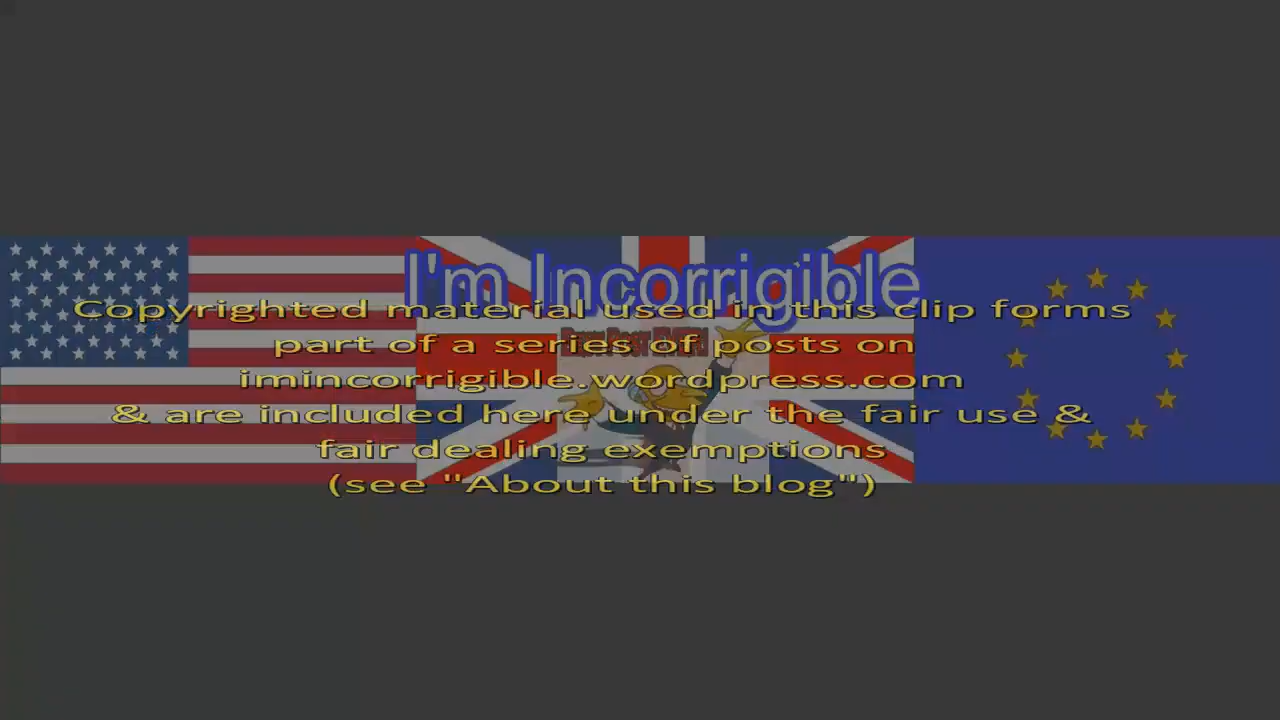 I'm Incorrigible
Copyrighted material used in this clip forms
part of a series of posts on
imincorrigible.wordpress.com
& are included here under the fair use &
fair dealing exemptions
(see "About this blog")